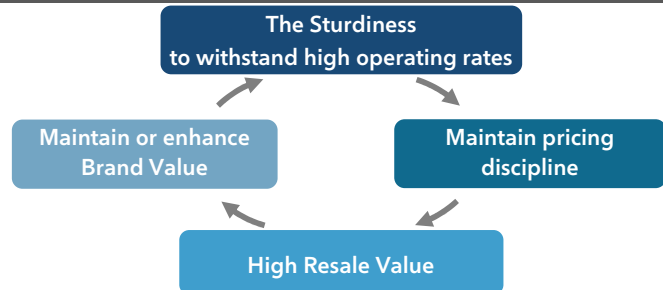 The Sturdiness
to withstand high operating rates
Maintain or enhance
Brand Value
Maintain pricing
discipline
High Resale Value